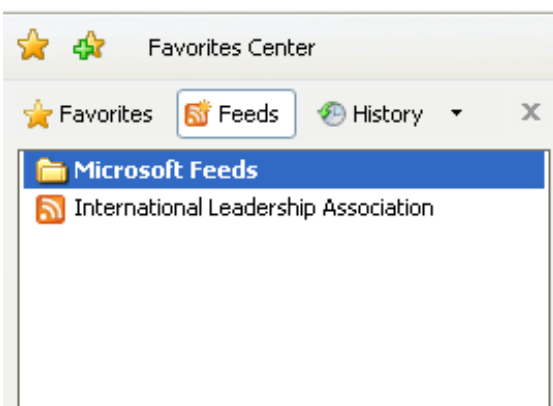 Favorites Center
Favorites Feeds History
Microsoft Feeds
International Leadership Association